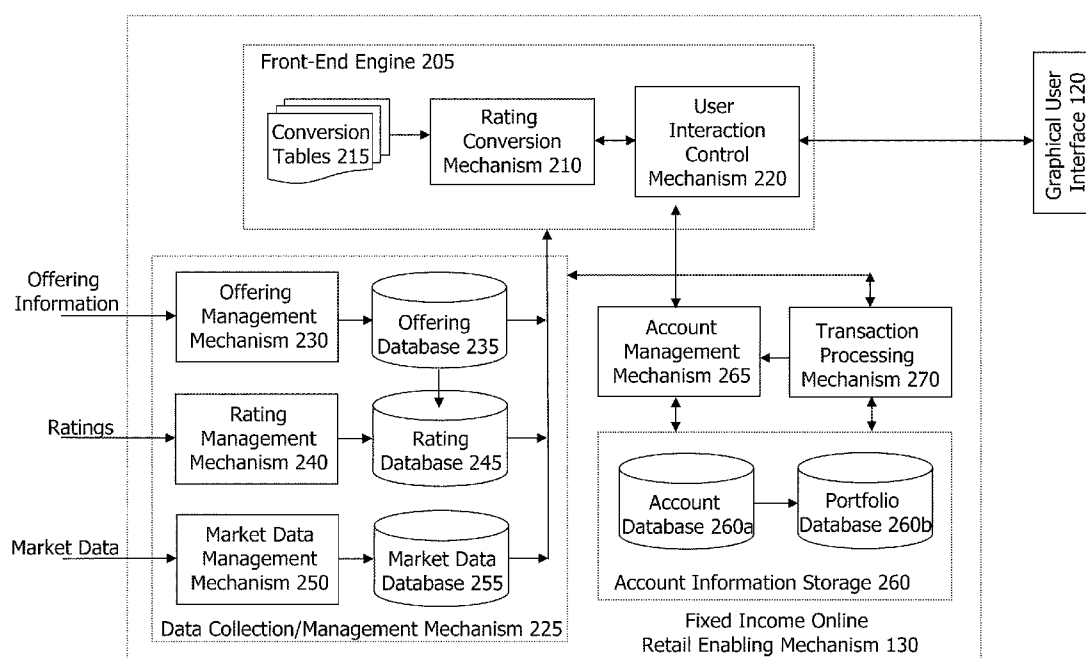 Front-End Engine 205
Conversion
Tables 215
Rating
Conversion
Mechanism 210
User
Interaction
Control
Mechanism 220
Graphical User
Interface 120
Offering
Information
Offering
Management
Mechanism 230
Offering
Database 235
Ratings
Rating
Management
Mechanism 240
Rating
Database 245
Market Data
Market Data
Management
Mechanism 250
Market Data
Database 255
Data Collection/Management Mechanism 225
Account
Management
Mechanism 265
Transaction
Processing
Mechanism 270
Account
Database 260a
Portfolio
Database 260b
Account Information Storage 260
Fixed Income Online
Retail Enabling Mechanism 130